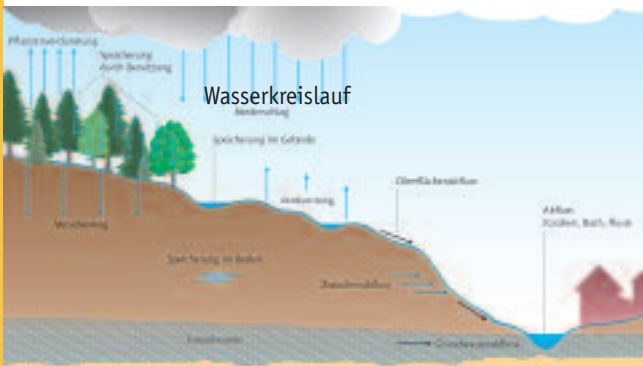 Pflanzenverdunstung
Speicherung
durch Benetzung
Wasserkreislauf
Niederschlag
Speicherung im Gelände
Oberflächenabfluss
Verdunstung
Abfluss
Graben, Bach, Fluss
Versickerung
Speicherung im Boden
Zwischenabfluss
Grundwasserabfluss